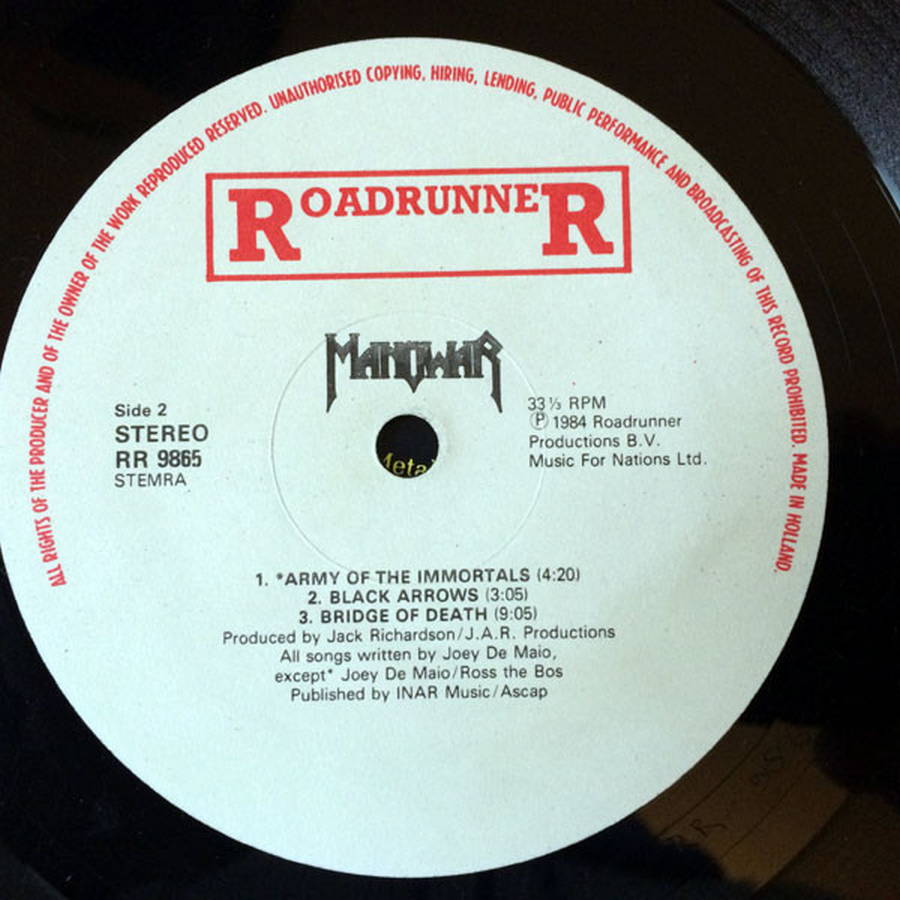 ALL RIGHTS OF THE PRODUCER AND OF THE OWNER OF THE WORK REPRODUCED RESERVED. UNAUTHORISED COPYING, HIRING, LENDING, PUBLIC PERFORMANCE AND BROADCASTING OF THIS RECORD PROHIBITED. MADE IN HOLLAND.
ROADRUNNER
MANOWAR
Side 2
STEREO
RR 9865
STEMRA
33⅓ RPM
Ⓟ 1984 Roadrunner
Productions B.V.
Music For Nations Ltd.
Meta
1. *ARMY OF THE IMMORTALS (4:20)
2. BLACK ARROWS (3:05)
3. BRIDGE OF DEATH (9:05)
Produced by Jack Richardson/J.A.R. Productions
All songs written by Joey De Maio,
except* Joey De Maio/Ross the Bos
Published by INAR Music/Ascap